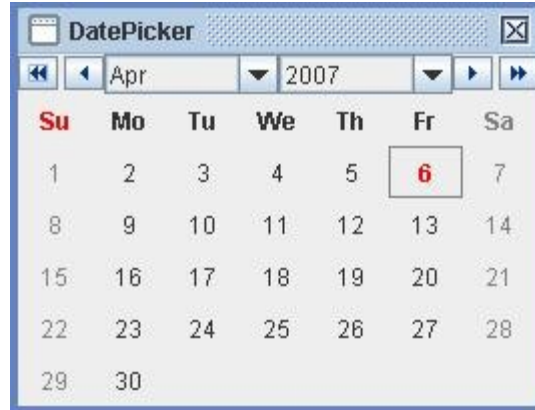 DatePicker
Apr 2007
Su Mo Tu We Th Fr Sa
1 2 3 4 5 6 7
8 9 10 11 12 13 14
15 16 17 18 19 20 21
22 23 24 25 26 27 28
29 30